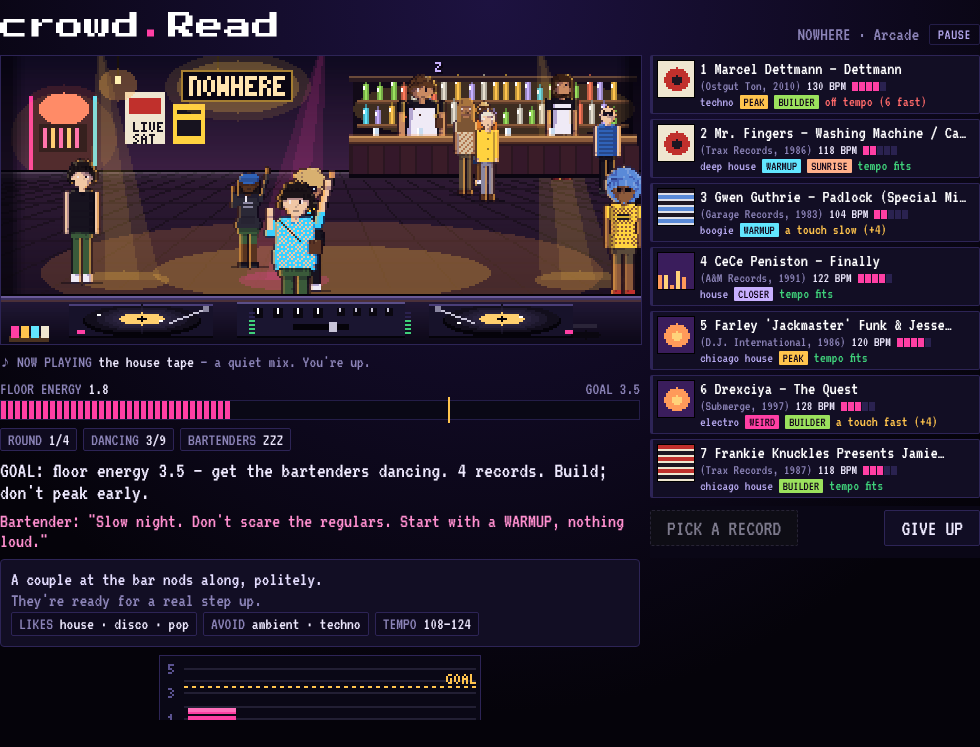 crowd.Read
NOWHERE · Arcade PAUSE
NOWHERE
LIVE
SAT
Z
♪ NOW PLAYING the house tape — a quiet mix. You're up.
FLOOR ENERGY 1.8 GOAL 3.5
ROUND 1/4 DANCING 3/9 BARTENDERS ZZZ
GOAL: floor energy 3.5 — get the bartenders dancing. 4 records. Build;
don't peak early.
Bartender: "Slow night. Don't scare the regulars. Start with a WARMUP, nothing
loud."
A couple at the bar nods along, politely.
They're ready for a real step up.
LIKES house · disco · pop AVOID ambient · techno TEMPO 108–124
5
GOAL
3
1
1 Marcel Dettmann — Dettmann
(Ostgut Ton, 2010) 130 BPM
techno PEAK BUILDER off tempo (6 fast)
2 Mr. Fingers — Washing Machine / Ca…
(Trax Records, 1986) 118 BPM
deep house WARMUP SUNRISE tempo fits
3 Gwen Guthrie — Padlock (Special Mi…
(Garage Records, 1983) 104 BPM
boogie WARMUP a touch slow (+4)
4 CeCe Peniston — Finally
(A&M Records, 1991) 122 BPM
house CLOSER tempo fits
5 Farley 'Jackmaster' Funk & Jesse…
(D.J. International, 1986) 120 BPM
chicago house PEAK tempo fits
6 Drexciya — The Quest
(Submerge, 1997) 128 BPM
electro WEIRD BUILDER a touch fast (+4)
7 Frankie Knuckles Presents Jamie…
(Trax Records, 1987) 118 BPM
chicago house BUILDER tempo fits
PICK A RECORD GIVE UP